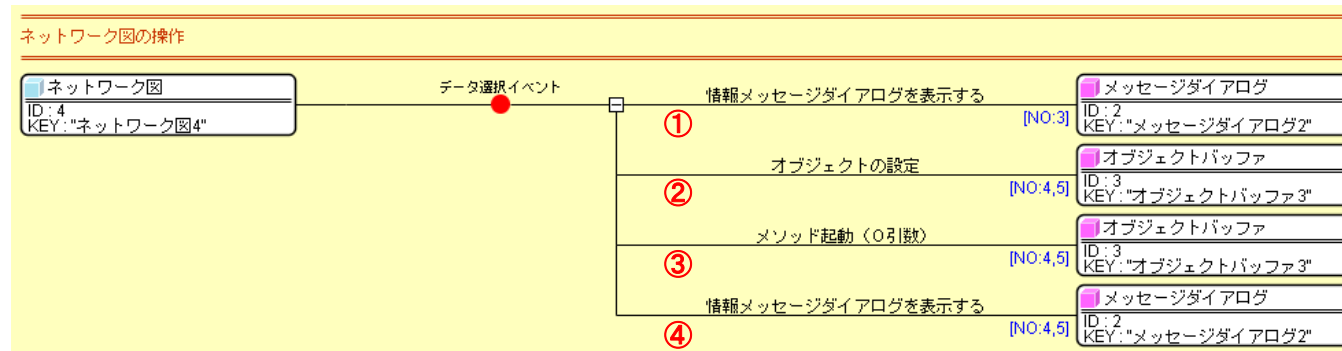 ネットワーク図の操作
ネットワーク図
ID : 4
KEY : "ネットワーク図4"
データ選択イベント
情報メッセージダイアログを表示する
①
[NO:3]
メッセージダイアログ
ID : 2
KEY : "メッセージダイアログ2"
オブジェクトの設定
②
[NO:4,5]
オブジェクトバッファ
ID : 3
KEY : "オブジェクトバッファ3"
メソッド起動（0引数）
③
[NO:4,5]
オブジェクトバッファ
ID : 3
KEY : "オブジェクトバッファ3"
情報メッセージダイアログを表示する
④
[NO:4,5]
メッセージダイアログ
ID : 2
KEY : "メッセージダイアログ2"